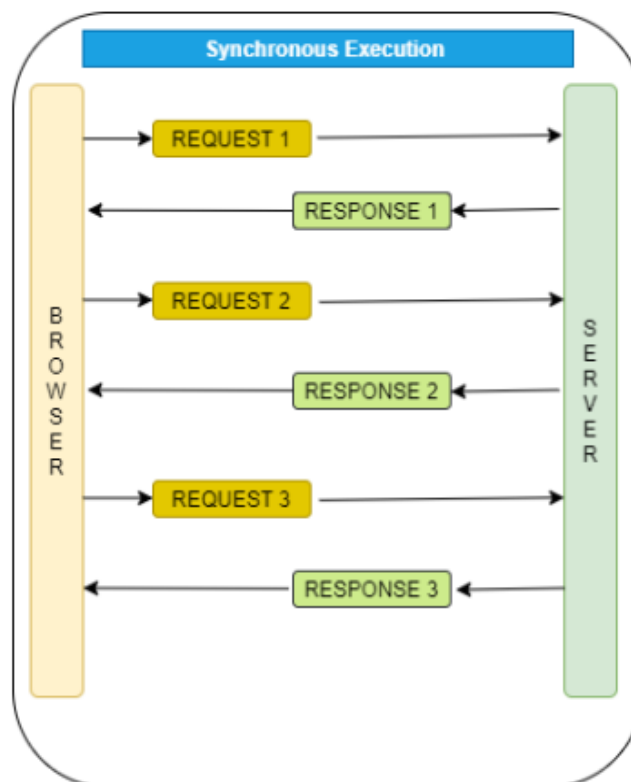 Synchronous Execution
REQUEST 1
RESPONSE 1
REQUEST 2
RESPONSE 2
REQUEST 3
RESPONSE 3
BROWSER
SERVER